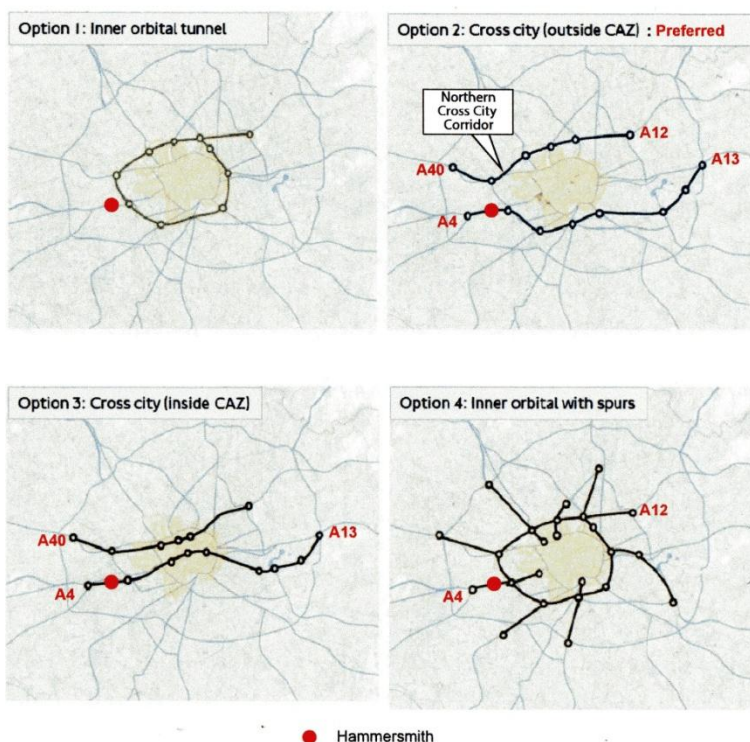 Option 1: Inner orbital tunnel
Option 2: Cross city (outside CAZ) : Preferred
Northern
Cross City
Corridor
A12
A13
A40
A4
Option 3: Cross city (inside CAZ)
A40
A13
A4
Option 4: Inner orbital with spurs
A12
A4
Hammersmith